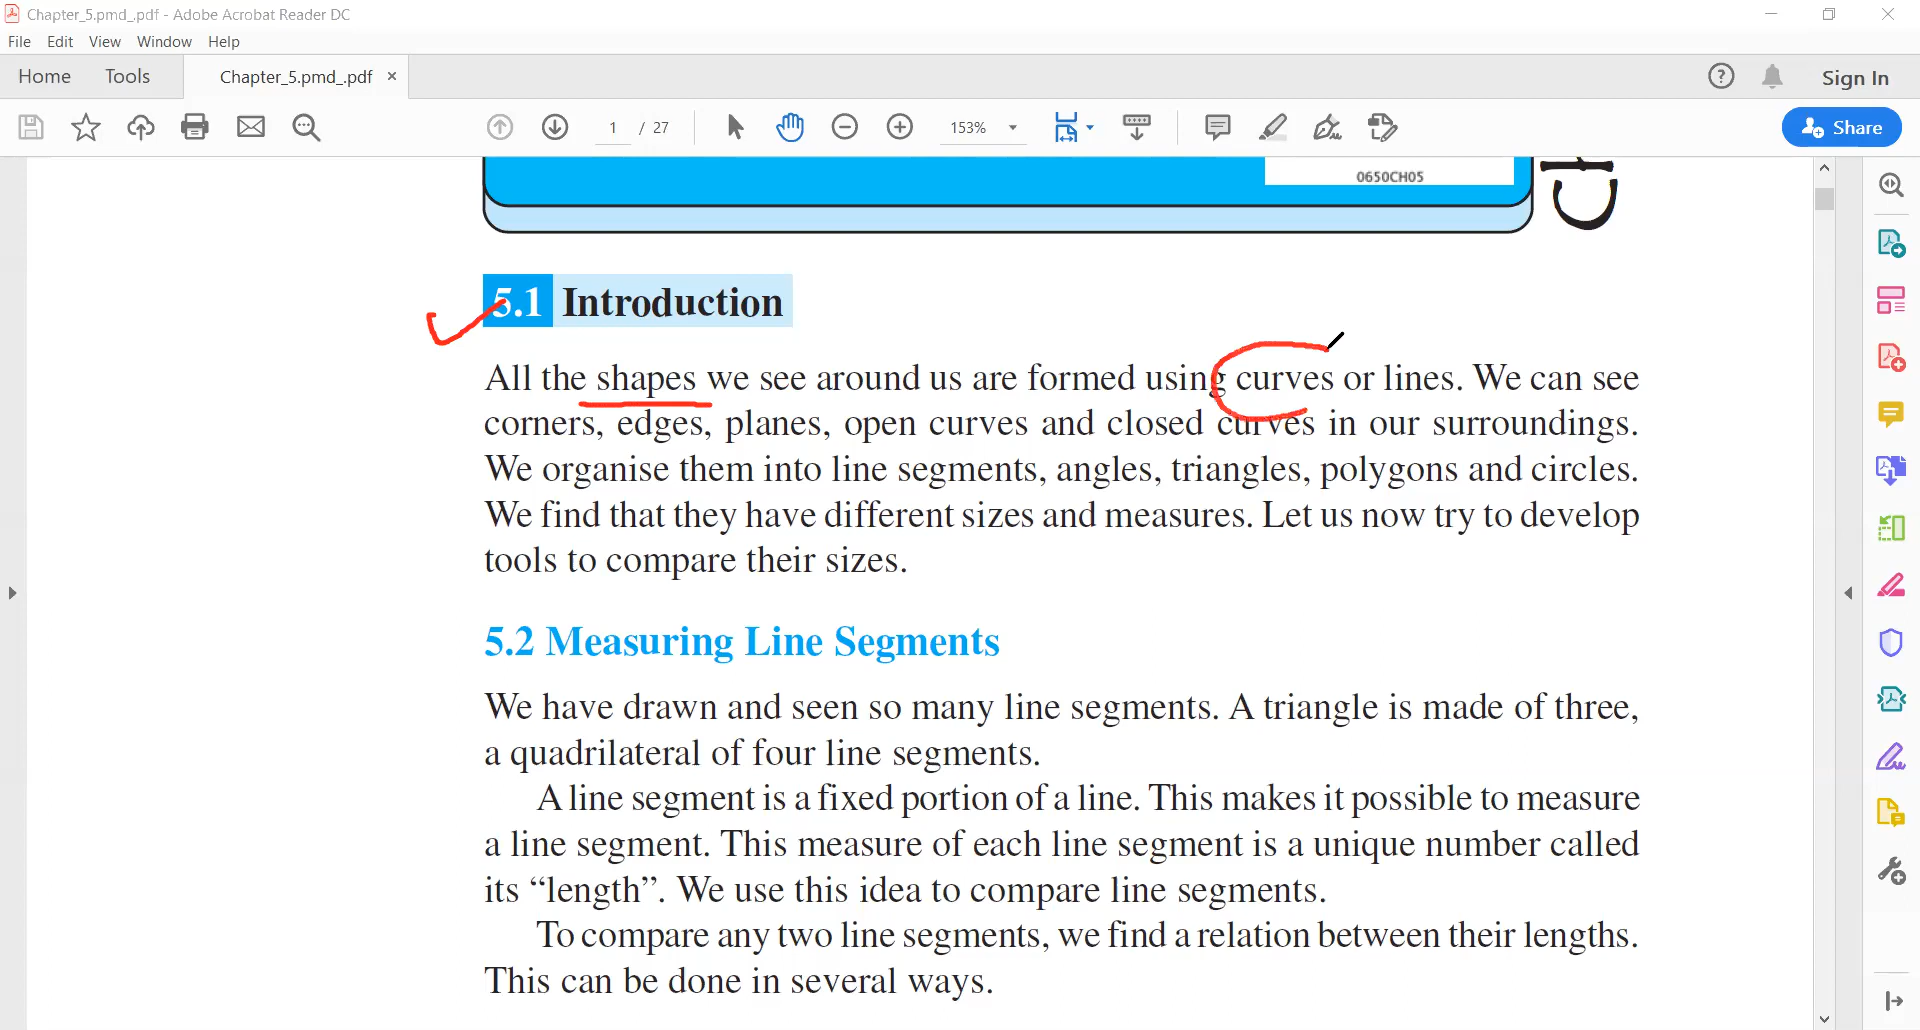 Chapter_5.pmd_.pdf - Adobe Acrobat Reader DC
File Edit View Window Help
Home Tools Chapter_5.pmd_.pdf × Sign In
1 / 27 153% Share
0650CH05
5.1 Introduction
All the shapes we see around us are formed using curves or lines. We can see
corners, edges, planes, open curves and closed curves in our surroundings.
We organise them into line segments, angles, triangles, polygons and circles.
We find that they have different sizes and measures. Let us now try to develop
tools to compare their sizes.
5.2 Measuring Line Segments
We have drawn and seen so many line segments. A triangle is made of three,
a quadrilateral of four line segments.
A line segment is a fixed portion of a line. This makes it possible to measure
a line segment. This measure of each line segment is a unique number called
its “length”. We use this idea to compare line segments.
To compare any two line segments, we find a relation between their lengths.
This can be done in several ways.